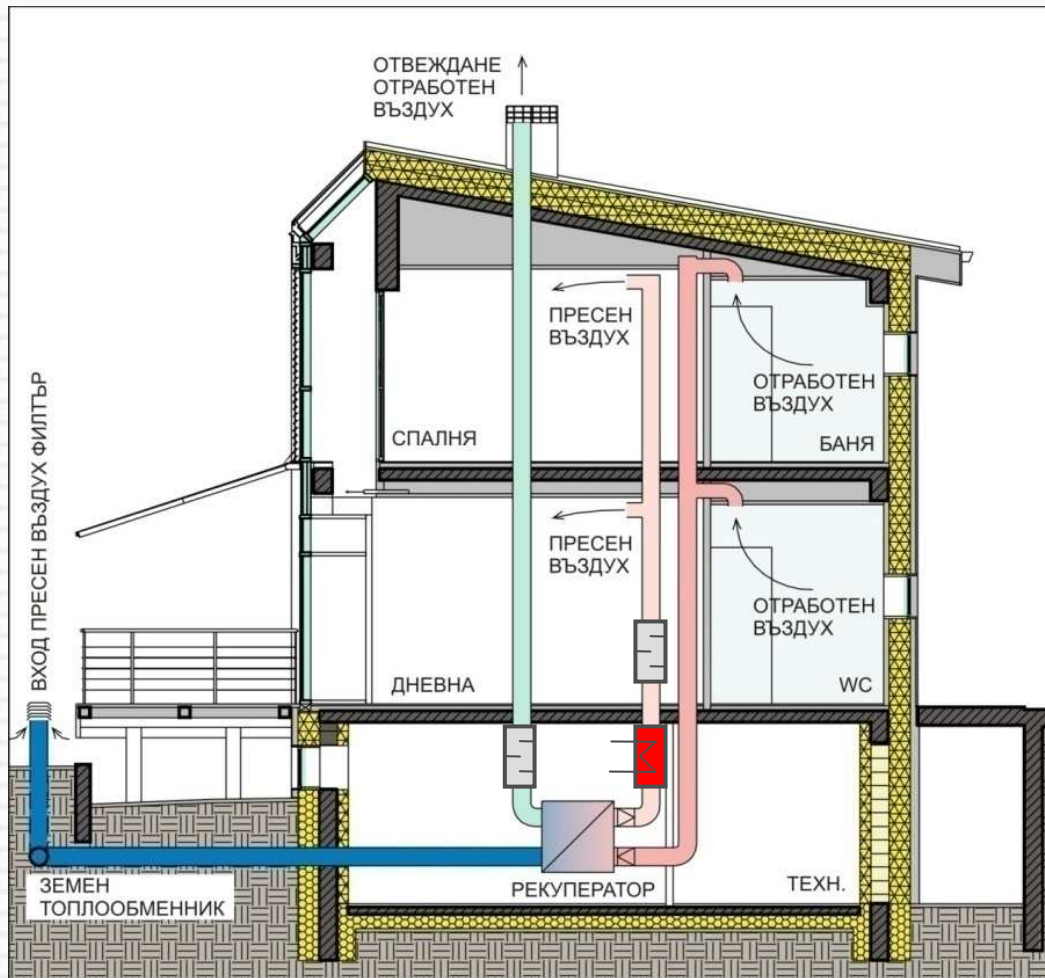 ОТВЕЖДАНЕ
ОТРАБОТЕН
ВЪЗДУХ
ПРЕСЕН
ВЪЗДУХ
ОТРАБОТЕН
ВЪЗДУХ
СПАЛНЯ
БАНЯ
ВХОД ПРЕСЕН ВЪЗДУХ ФИЛТЪР
ПРЕСЕН
ВЪЗДУХ
ОТРАБОТЕН
ВЪЗДУХ
ДНЕВНА
WC
ЗЕМЕН
ТОПЛООБМЕННИК
РЕКУПЕРАТОР
ТЕХН.